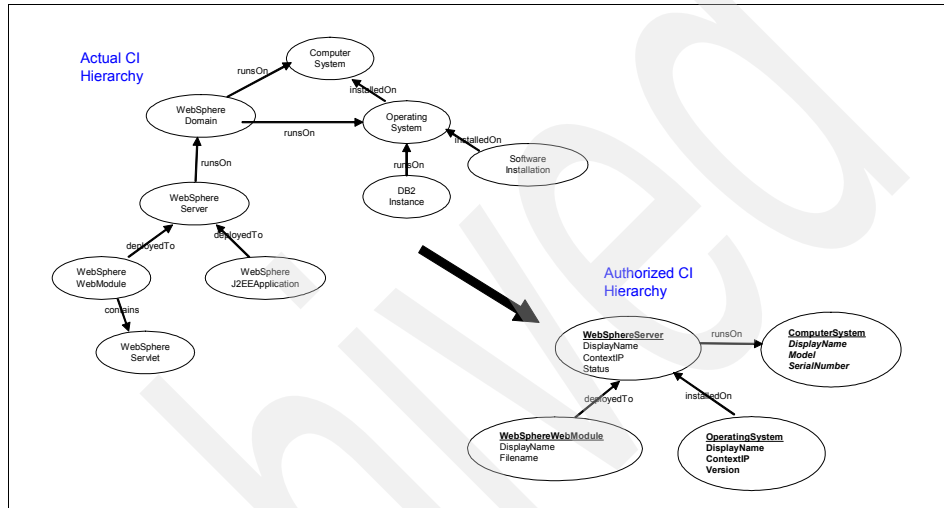 Actual CI
Hierarchy
Computer
System
runsOn
installedOn
WebSphere
Domain
runsOn
Operating
System
installedOn
runsOn
runsOn
Software
Installation
DB2
Instance
WebSphere
Server
deployedTo
deployedTo
WebSphere
WebModule
WebSphere
J2EEApplication
contains
WebSphere
Servlet
Authorized CI
Hierarchy
WebSphereServer
DisplayName
ContextIP
Status
runsOn
ComputerSystem
DisplayName
Model
SerialNumber
deployedTo
installedOn
WebSphereWebModule
DisplayName
Filename
OperatingSystem
DisplayName
ContextIP
Version
hived